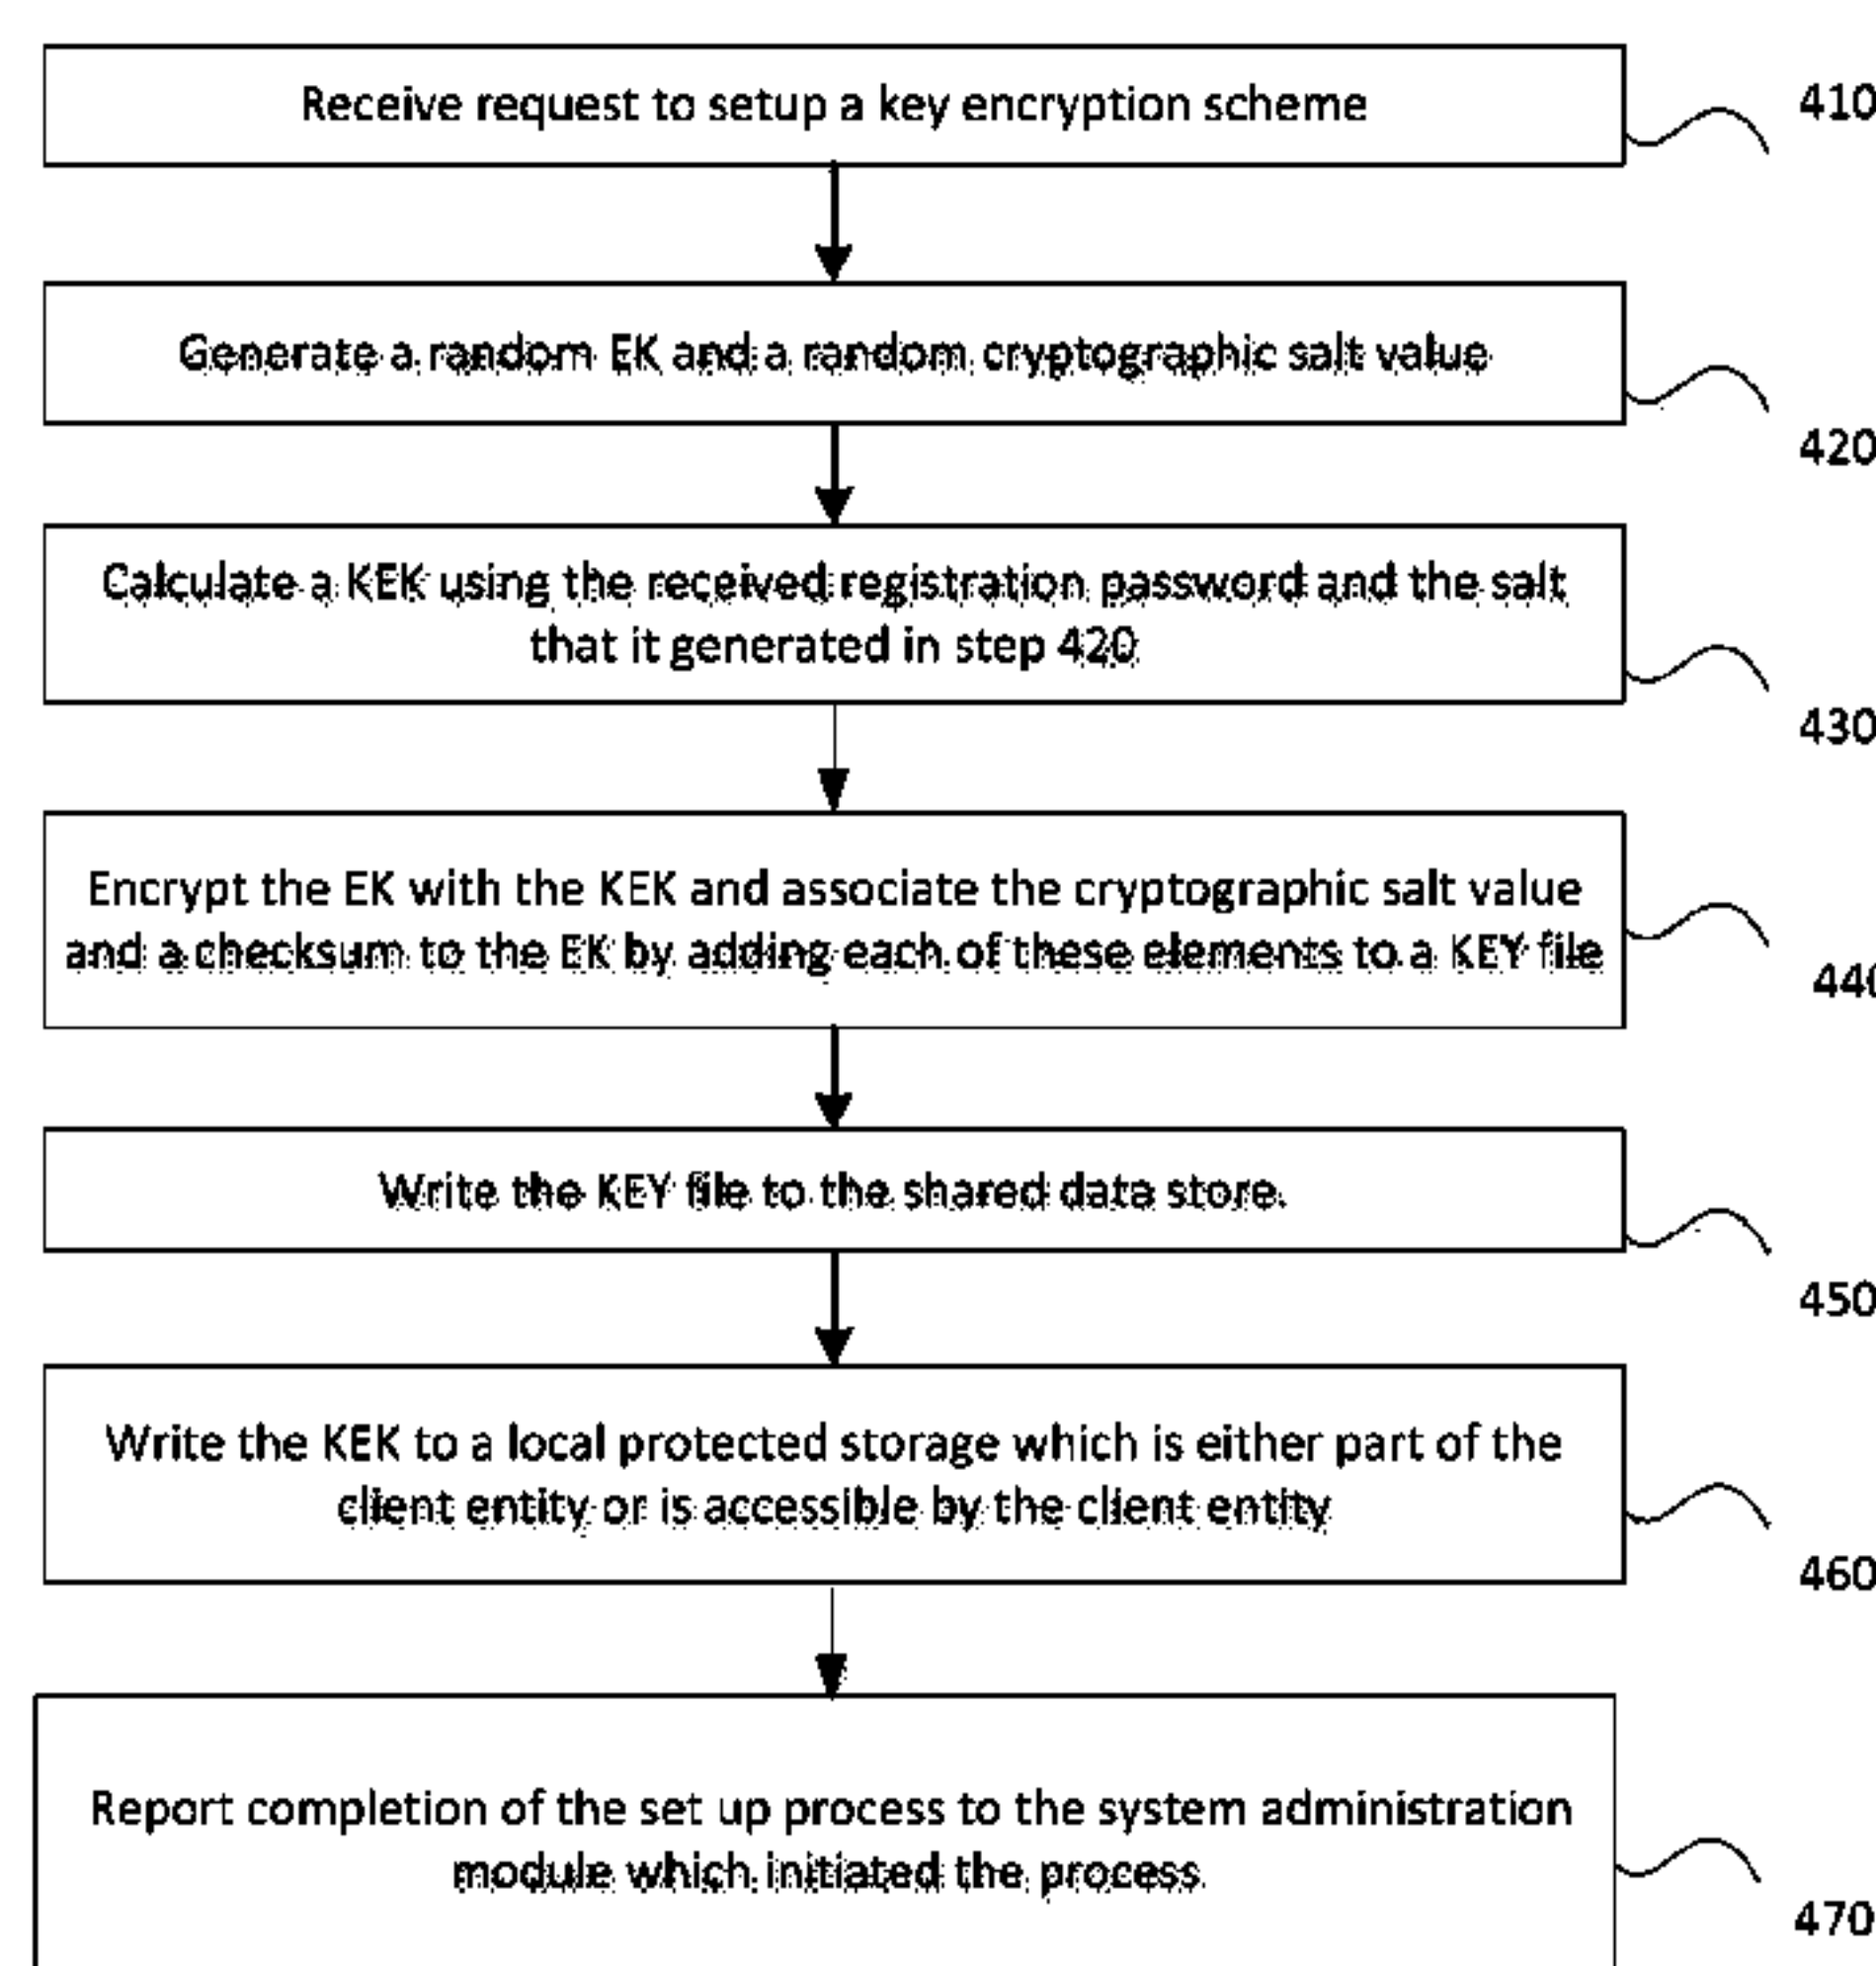 Receive request to setup a key encryption scheme
410
Generate a random EK and a random cryptographic salt value
420
Calculate a KEK using the received registration password and the salt
that it generated in step 420
430
Encrypt the EK with the KEK and associate the cryptographic salt value
and a checksum to the EK by adding each of these elements to a KEY file
440
Write the KEY file to the shared data store.
450
Write the KEK to a local protected storage which is either part of the
client entity or is accessible by the client entity
460
Report completion of the set up process to the system administration
module which initiated the process
470